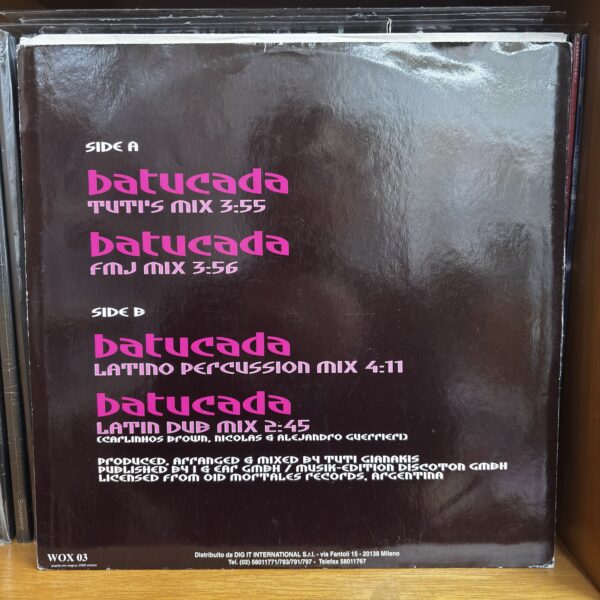 SIDE A
batucada
TUTI'S MIX 3:55
batucada
FMJ MIX 3:56
SIDE B
batucada
LATINO PERCUSSION MIX 4:11
batucada
LATIN DUB MIX 2:45
(CARLINHOS BROWN, NICOLAS & ALEJANDRO GUERRIERI)
PRODUCED, ARRANGED & MIXED BY TUTI GIANAKIS
PUBLISHED BY I & EAR GMBH / MUSIK-EDITION DISCOTON GMBH
LICENSED FROM OID MORTALES RECORDS, ARGENTINA
WOX 03
Distribuito da DIG IT INTERNATIONAL S.r.l. - via Fantoli 15 - 20138 Milano
Tel. (02) 58011771/783/791/797 - Telefax 58011767